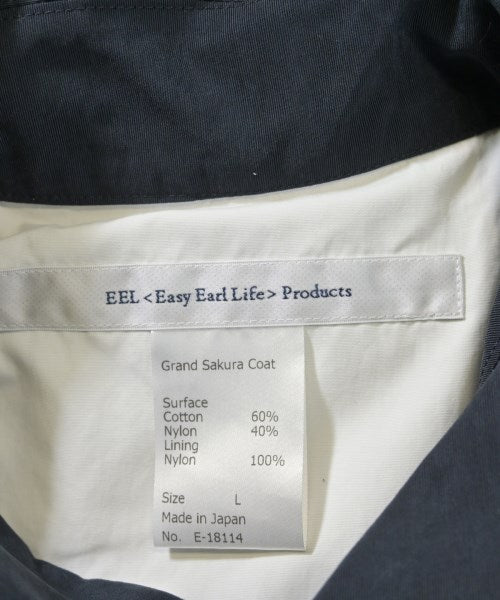 EEL <Easy Earl Life> Products
Grand Sakura Coat
Surface
Cotton 60%
Nylon 40%
Lining
Nylon 100%
Size L
Made in Japan
No. E-18114